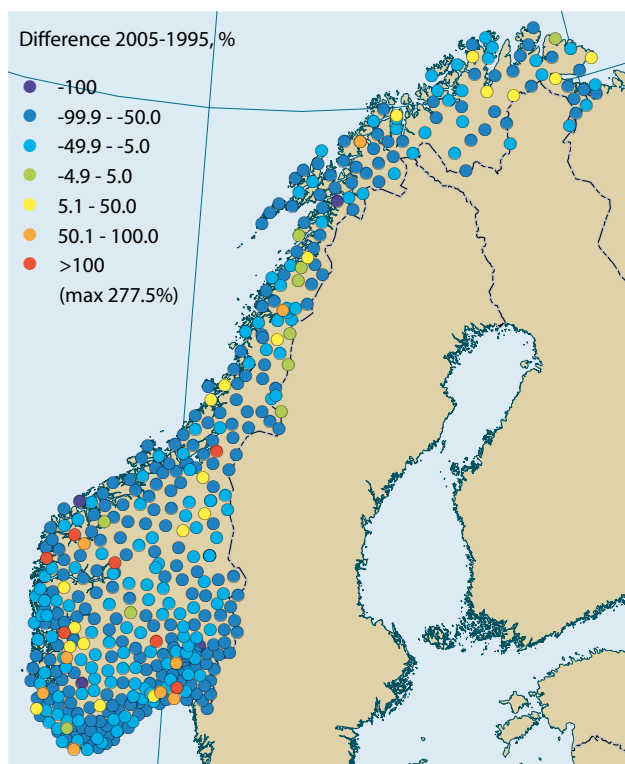 Difference 2005-1995, %
-100
-99.9 - -50.0
-49.9 - -5.0
-4.9 - 5.0
5.1 - 50.0
50.1 - 100.0
>100
(max 277.5%)